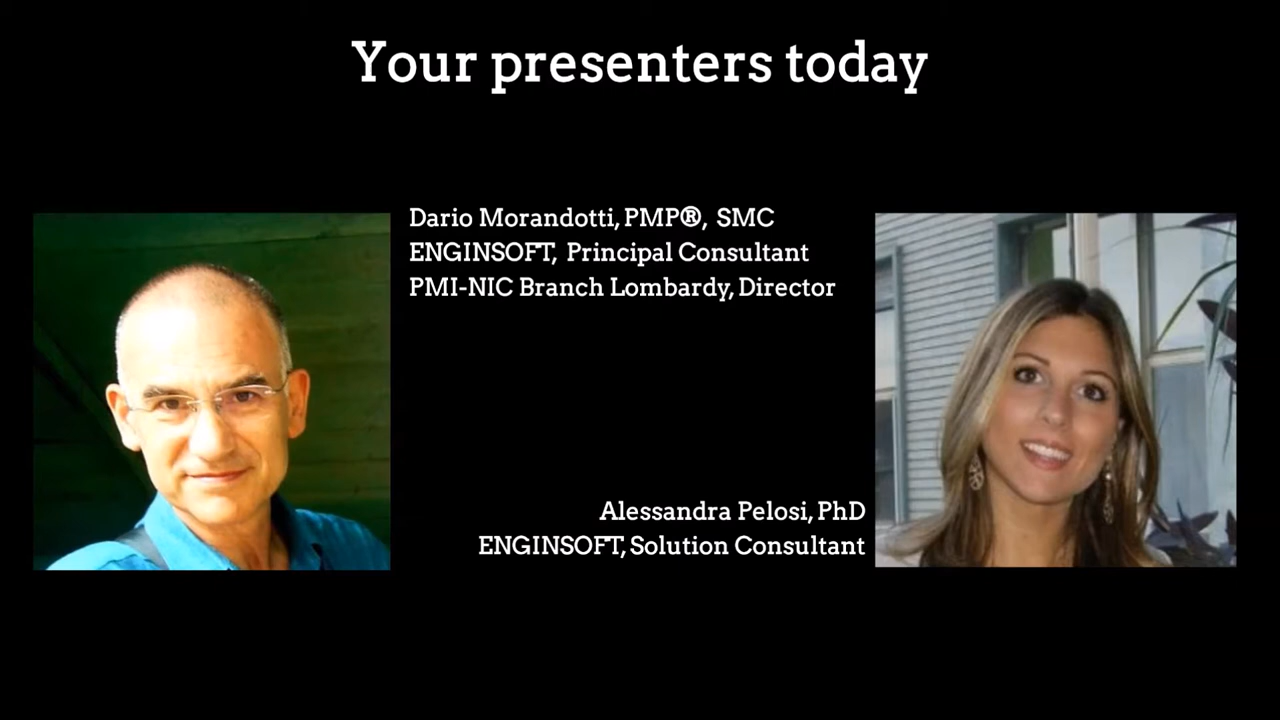 Your presenters today
Dario Morandotti, PMP®, SMC
ENGINSOFT, Principal Consultant
PMI-NIC Branch Lombardy, Director
Alessandra Pelosi, PhD
ENGINSOFT, Solution Consultant